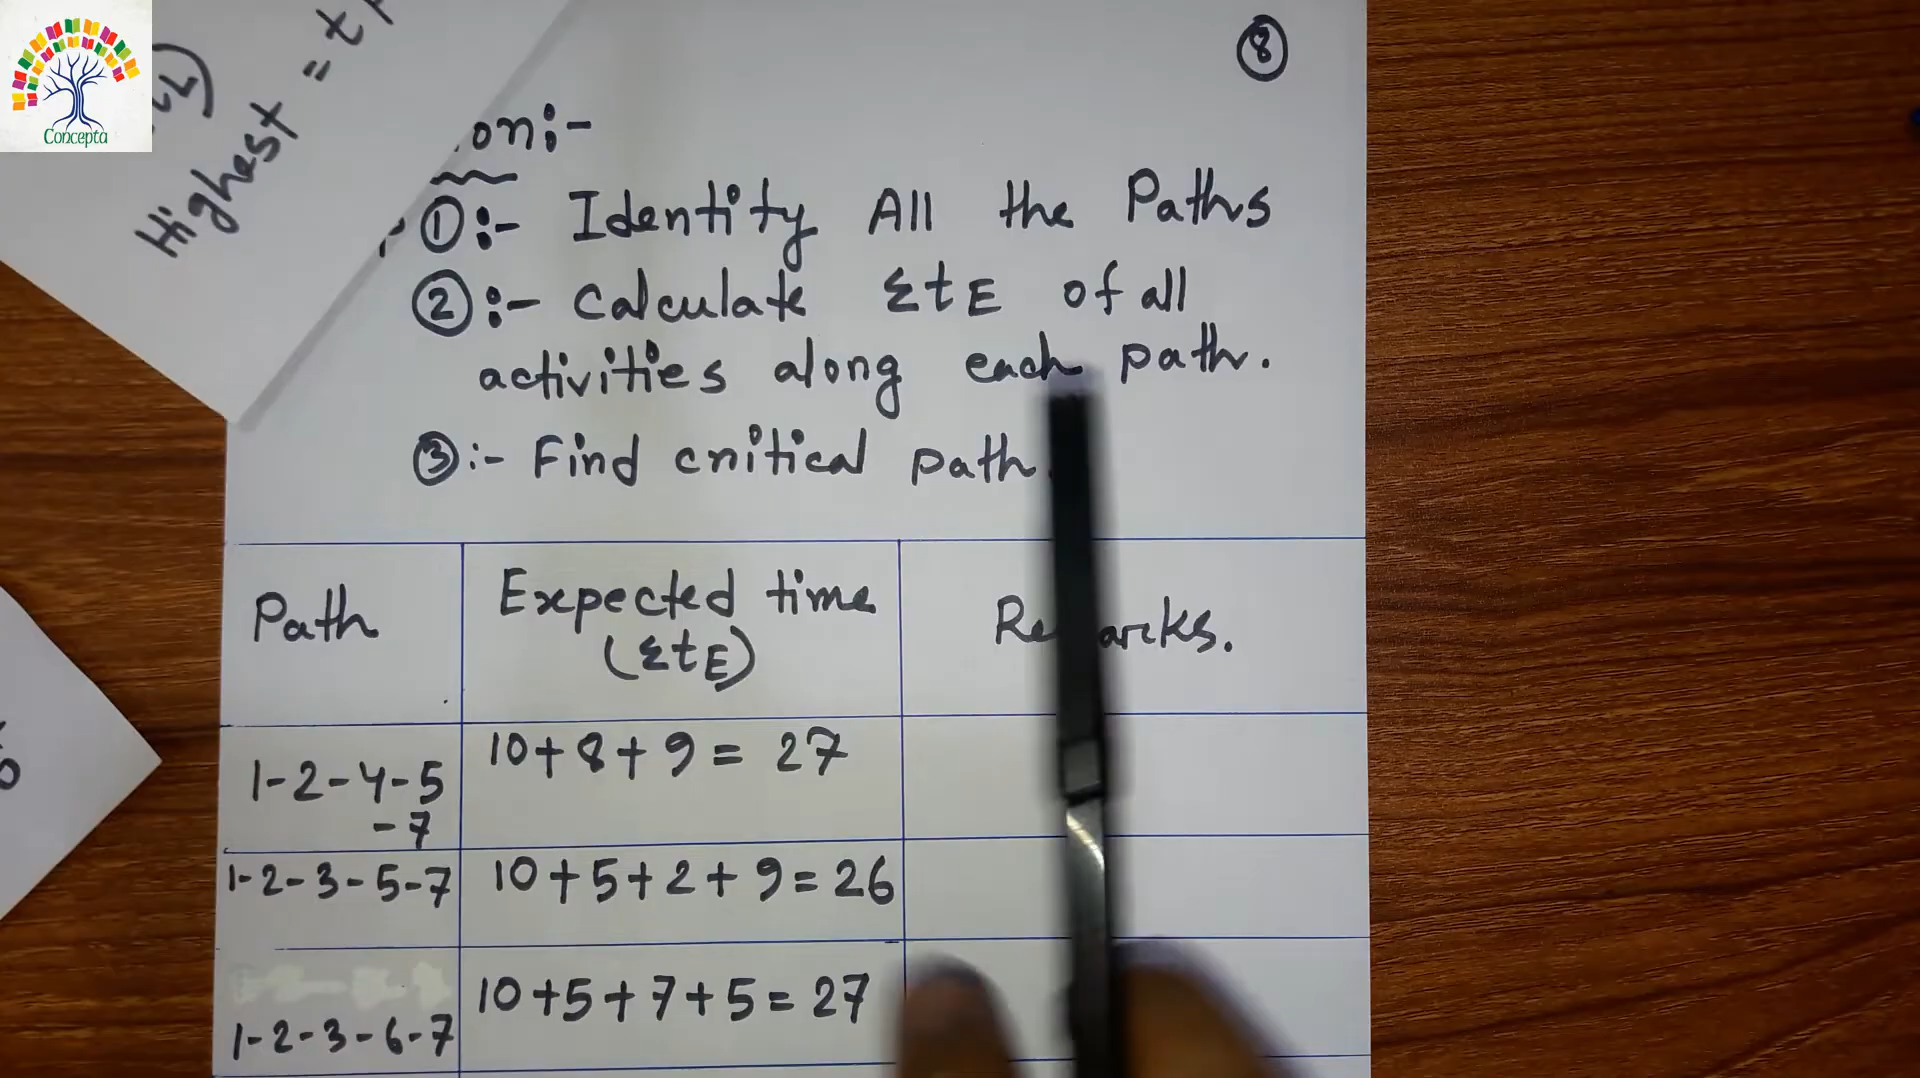 Concepta
Highest = t
8
on:-
①:- Identity All the Paths
②:- Calculate ΣtE of all
activities along each path.
③:- Find critical path.
Path
Expected time
(ΣtE)
Remarks.
1-2-4-5
-7
10+8+9 = 27
1-2-3-5-7
10+5+2+9=26
1-2-3-6-7
10+5+7+5=27